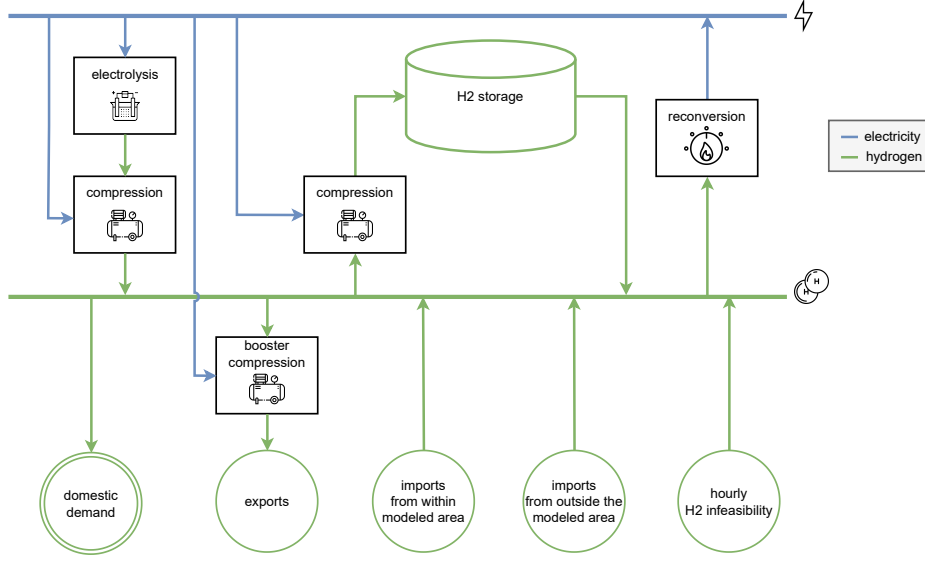 electrolysis
H2 storage
reconversion
electricity
hydrogen
compression
compression
H
H
booster
compression
domestic
demand
exports
imports
from within
modeled area
imports
from outside the
modeled area
hourly
H2 infeasibility